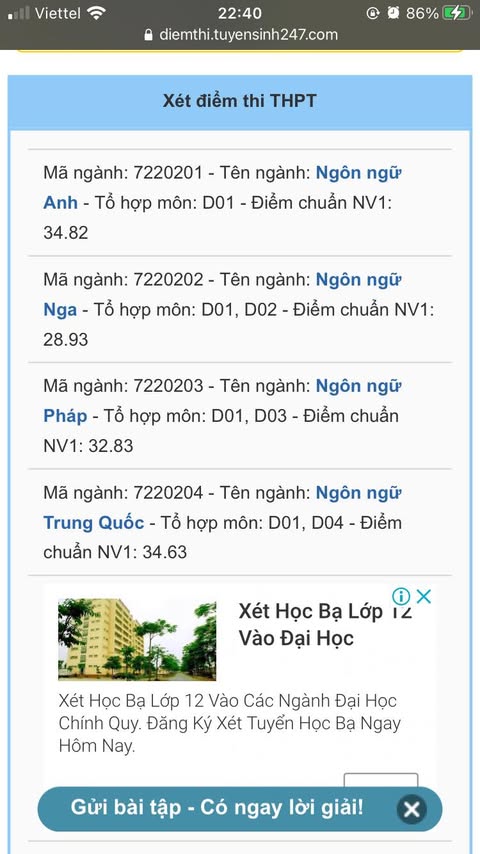 Viettel 22:40 86%
diemthi.tuyensinh247.com
Xét điểm thi THPT
Mã ngành: 7220201 - Tên ngành: Ngôn ngữ
Anh - Tổ hợp môn: D01 - Điểm chuẩn NV1:
34.82
Mã ngành: 7220202 - Tên ngành: Ngôn ngữ
Nga - Tổ hợp môn: D01, D02 - Điểm chuẩn NV1:
28.93
Mã ngành: 7220203 - Tên ngành: Ngôn ngữ
Pháp - Tổ hợp môn: D01, D03 - Điểm chuẩn
NV1: 32.83
Mã ngành: 7220204 - Tên ngành: Ngôn ngữ
Trung Quốc - Tổ hợp môn: D01, D04 - Điểm
chuẩn NV1: 34.63
Xét Học Bạ Lớp 12
Vào Đại Học
Xét Học Bạ Lớp 12 Vào Các Ngành Đại Học
Chính Quy. Đăng Ký Xét Tuyển Học Bạ Ngay
Hôm Nay.
Gửi bài tập - Có ngay lời giải!